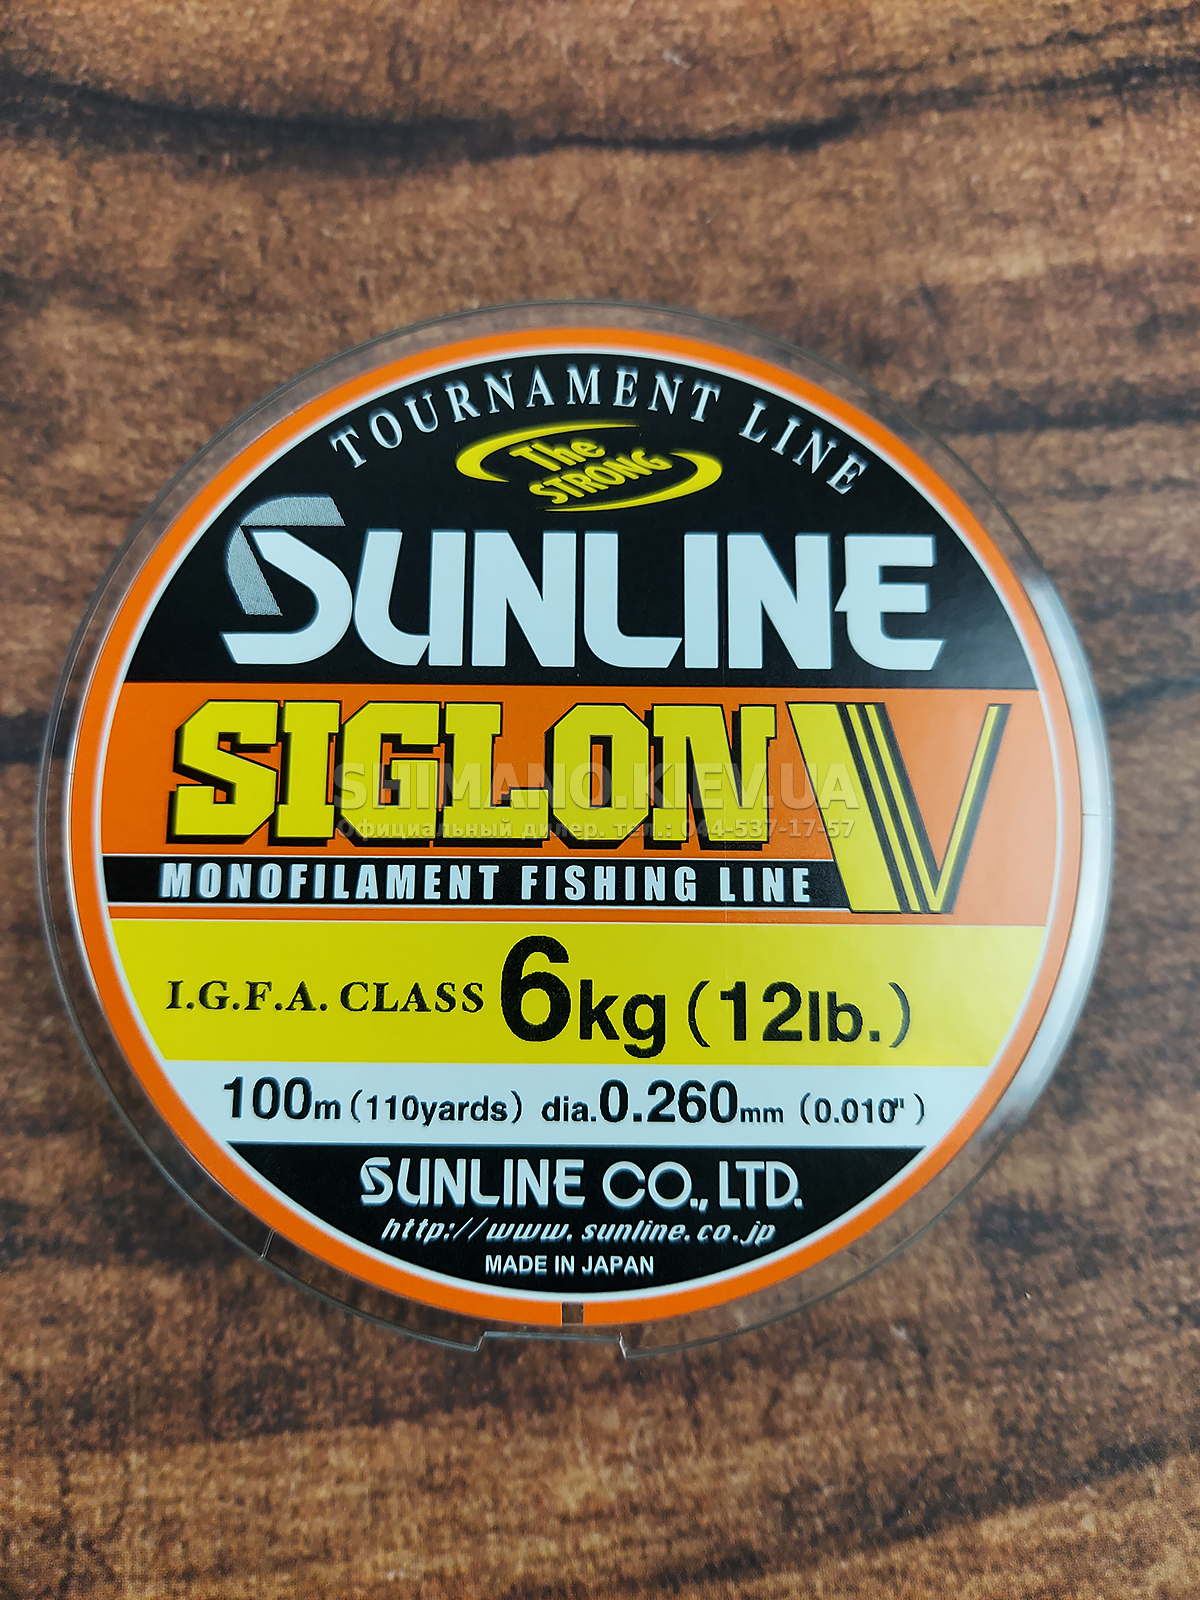 TOURNAMENT LINE
The
STRONG
SUNLINE
SIGLON V
SHIMANO.KIEV.UA
Официальный дилер. тел.: 044-537-17-57
MONOFILAMENT FISHING LINE
I.G.F.A. CLASS 6kg (12lb.)
100m (110yards) dia.0.260mm (0.010")
SUNLINE CO., LTD.
http://www.sunline.co.jp
MADE IN JAPAN